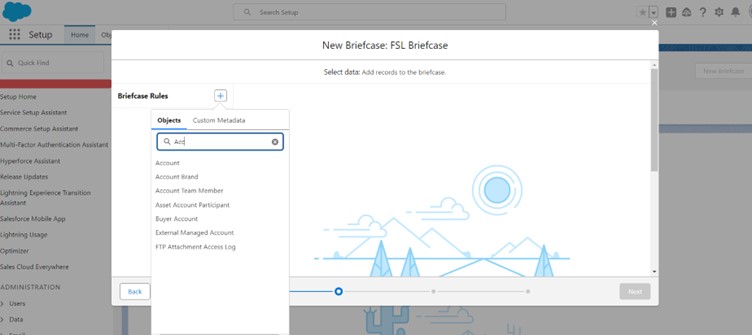 Search Setup
Setup
Home
Ob
Quick Find
Setup Home
Service Setup Assistant
Commerce Setup Assistant
Multi-Factor Authentication Assistant
Hyperforce Assistant
Release Updates
Lightning Experience Transition
Assistant
Salesforce Mobile App
Lightning Usage
Optimizer
Sales Cloud Everywhere
ADMINISTRATION
Users
Data
New Briefcase
New Briefcase: FSL Briefcase
Select data: Add records to the briefcase.
Briefcase Rules
Objects
Custom Metadata
Acc
Account
Account Brand
Account Team Member
Asset Account Participant
Buyer Account
External Managed Account
FTP Attachment Access Log
Back
Next